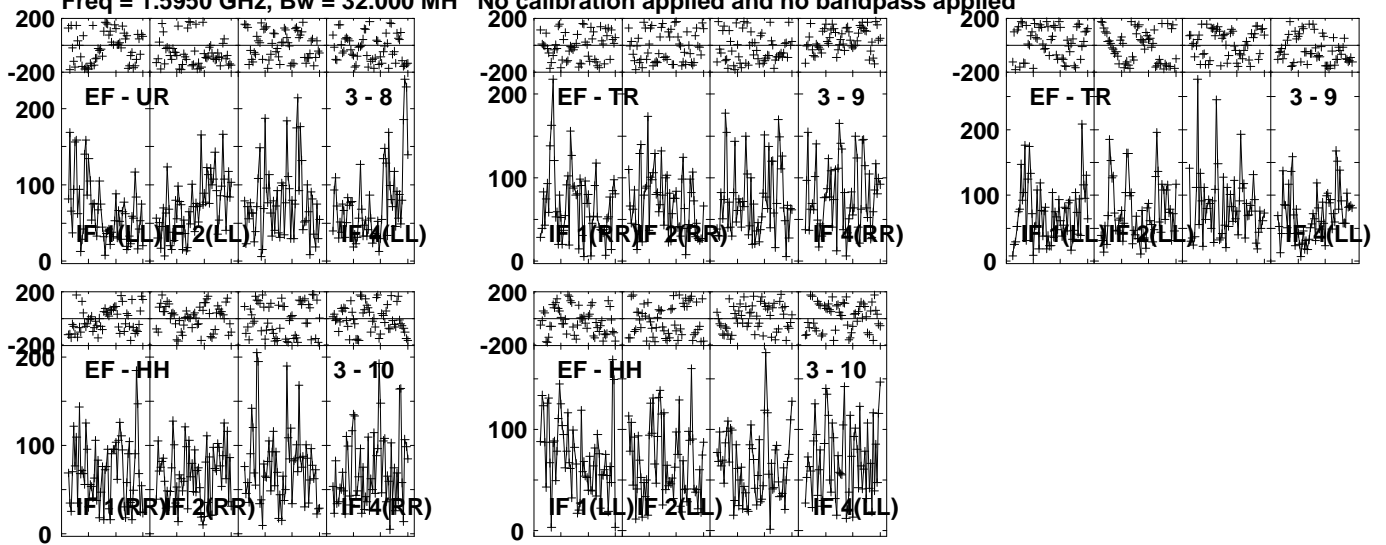 Freq = 1.5950 GHz, Bw = 32.000 MH No calibration applied and no bandpass applied
200 200 200
-200 -200 -200
EF - UR 3 - 8 EF - TR 3 - 9 EF - TR 3 - 9
200 200 200
100 100 100
IF 1(LL) IF 2(LL) IF 4(LL) IF 1(RR) IF 2(RR) IF 4(RR) IF 1(LL) IF 2(LL) IF 4(LL)
0 0 0
200 200
-200 -200
200
EF - HH 3 - 10 EF - HH 3 - 10
100 100
IF 1(RR) IF 2(RR) IF 4(RR) IF 1(LL) IF 2(LL) IF 4(LL)
0 0